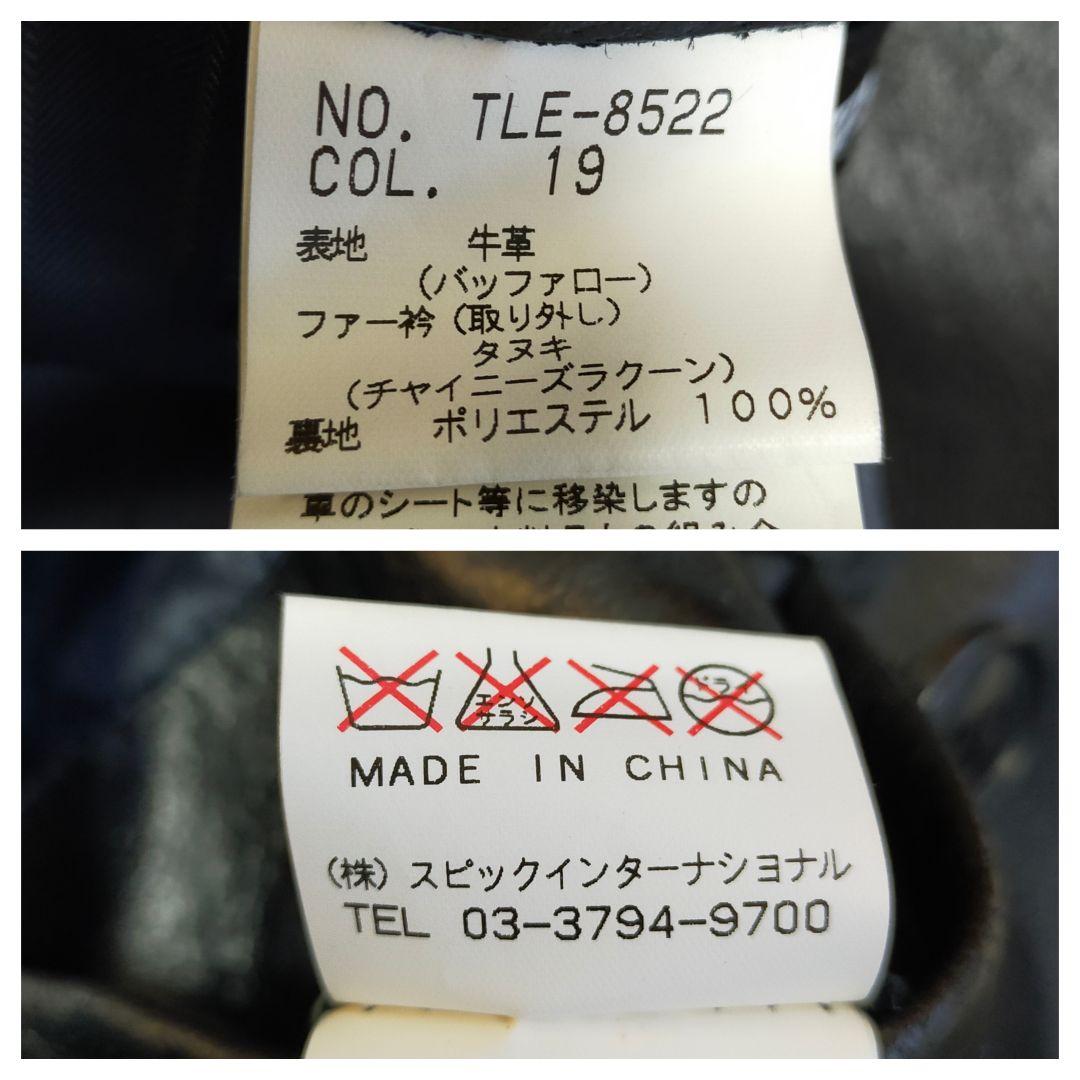 NO. TLE-8522
COL. 19
表地 牛革
(バッファロー)
ファー衿(取り外し)
タヌキ
(チャイニーズラクーン)
裏地 ポリエステル 100%
車のシート等に移染しますの
エンソ
サラシ
ドライ
MADE IN CHINA
(株)スピックインターナショナル
TEL 03-3794-9700